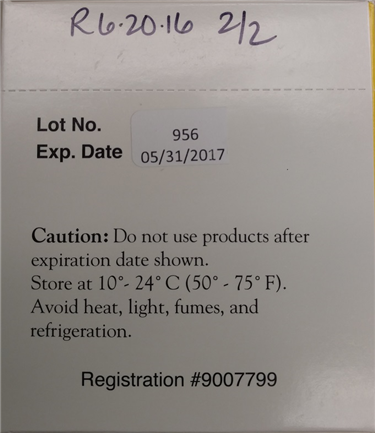 R6.20.16 2/2
Lot No. 956
Exp. Date 05/31/2017
Caution: Do not use products after
expiration date shown.
Store at 10°- 24° C (50° - 75° F).
Avoid heat, light, fumes, and
refrigeration.
Registration #9007799